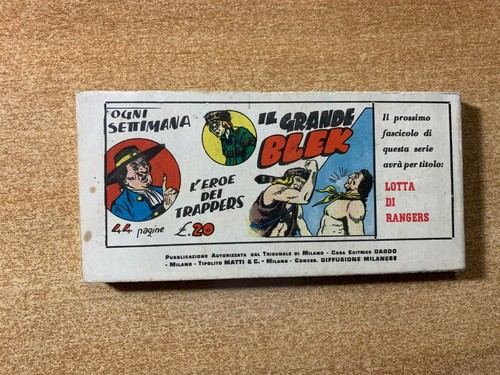 OGNI
SETTIMANA
IL GRANDE
BLEK
L'EROE
DEI
TRAPPERS
44 pagine £.20
Il prossimo
fascicolo di
questa serie
avrà per titolo:
LOTTA
DI
RANGERS
Pubblicazione Autorizzata dal Tribunale di Milano - Casa Editrice DARDO
- Milano - Tipolito MATTI & C. - Milano - Concess. DIFFUSIONE MILANESE